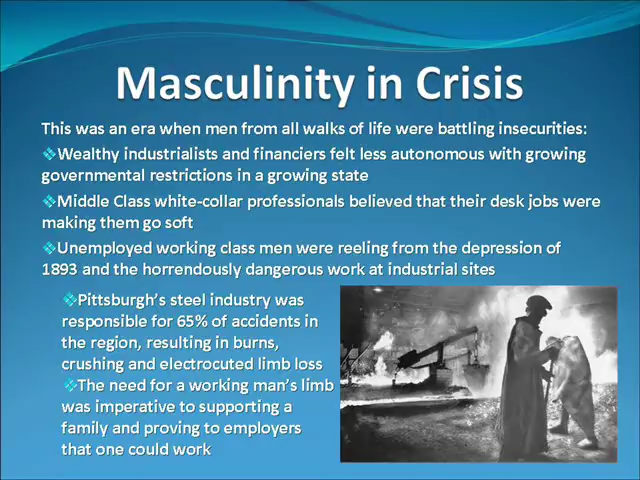 Masculinity in Crisis
This was an era when men from all walks of life were battling insecurities:
❖Wealthy industrialists and financiers felt less autonomous with growing
governmental restrictions in a growing state
❖Middle Class white-collar professionals believed that their desk jobs were
making them go soft
❖Unemployed working class men were reeling from the depression of
1893 and the horrendously dangerous work at industrial sites
❖Pittsburgh's steel industry was
responsible for 65% of accidents in
the region, resulting in burns,
crushing and electrocuted limb loss
❖The need for a working man's limb
was imperative to supporting a
family and proving to employers
that one could work